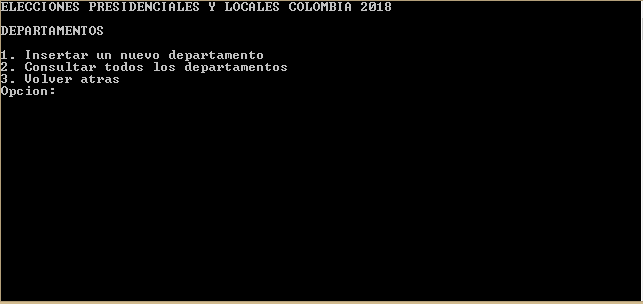 ELECCIONES PRESIDENCIALES Y LOCALES COLOMBIA 2018
DEPARTAMENTOS
1. Insertar un nuevo departamento
2. Consultar todos los departamentos
3. Volver atras
Opcion: